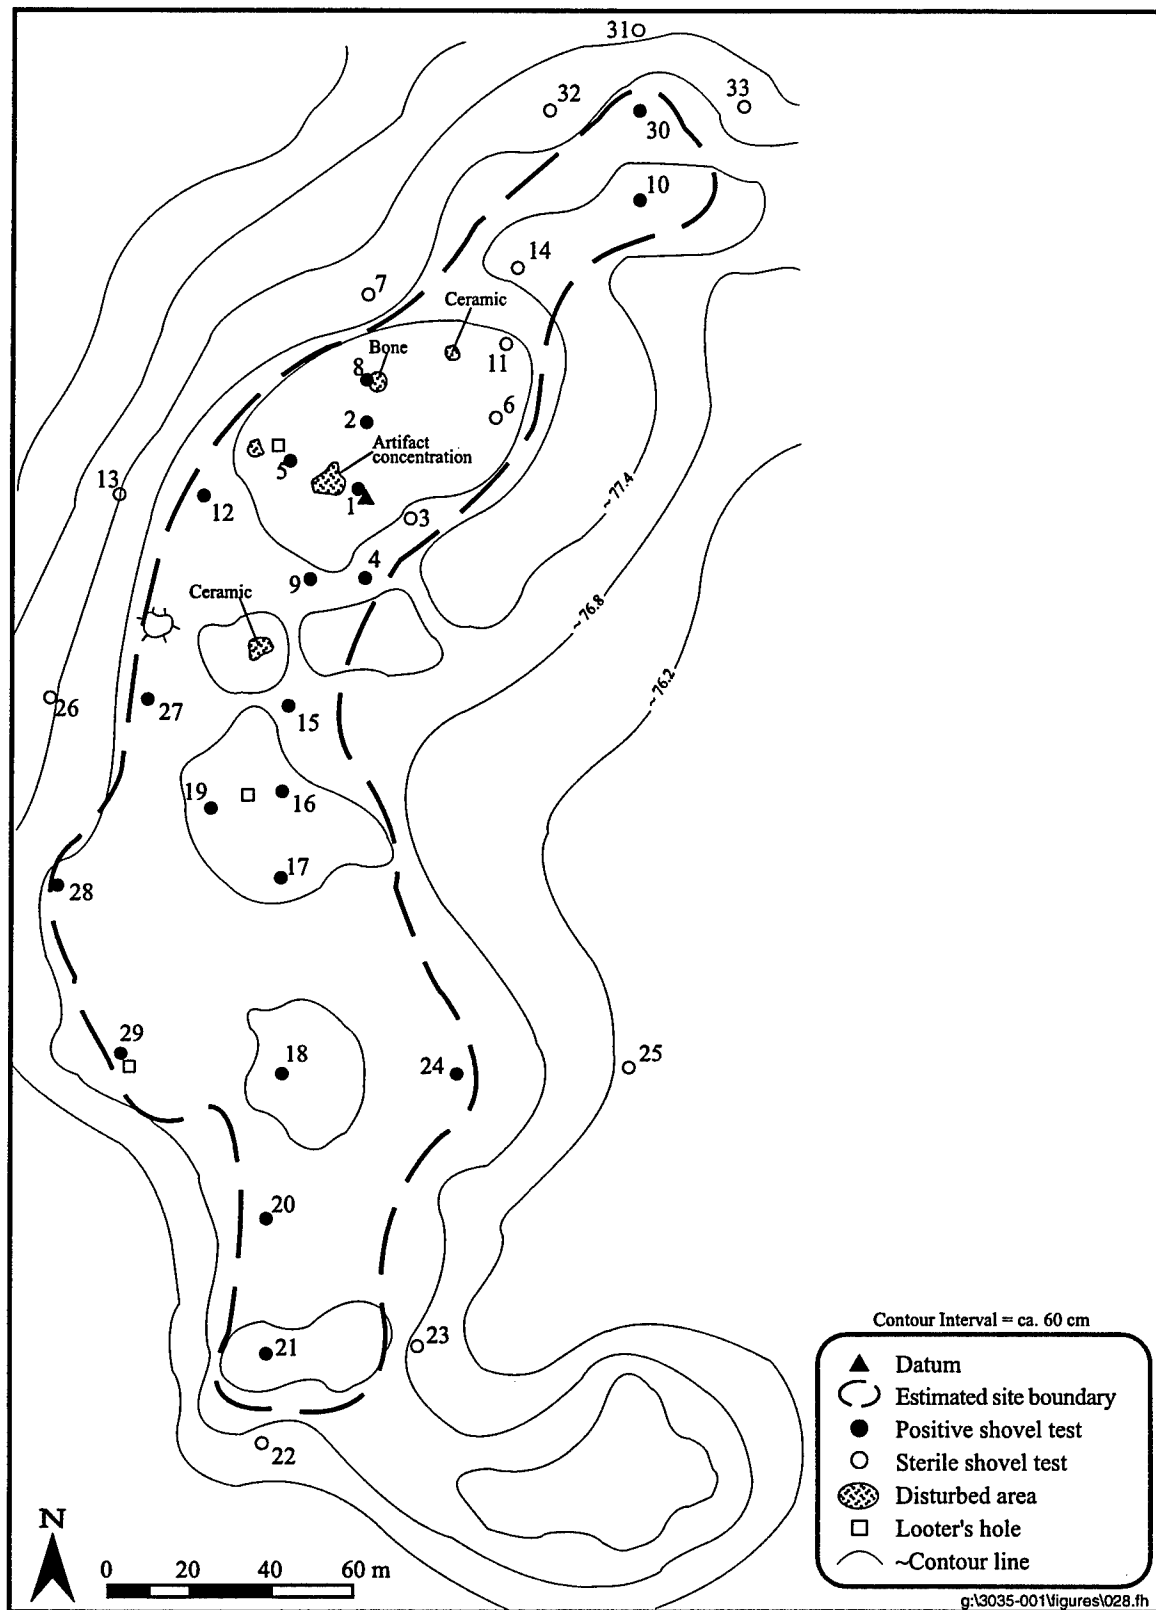 31
32
33
30
10
14
7
Ceramic
Bone
11
8
2
6
Artifact
concentration
5
13
12
1
3
~77.4
9
4
Ceramic
~76.8
~76.2
26
27
15
19
16
17
28
29
18
24
25
20
21
23
22
N
0 20 40 60 m
Contour Interval = ca. 60 cm
Datum
Estimated site boundary
Positive shovel test
Sterile shovel test
Disturbed area
Looter's hole
~Contour line
g:\3035-001\figures\028.fh